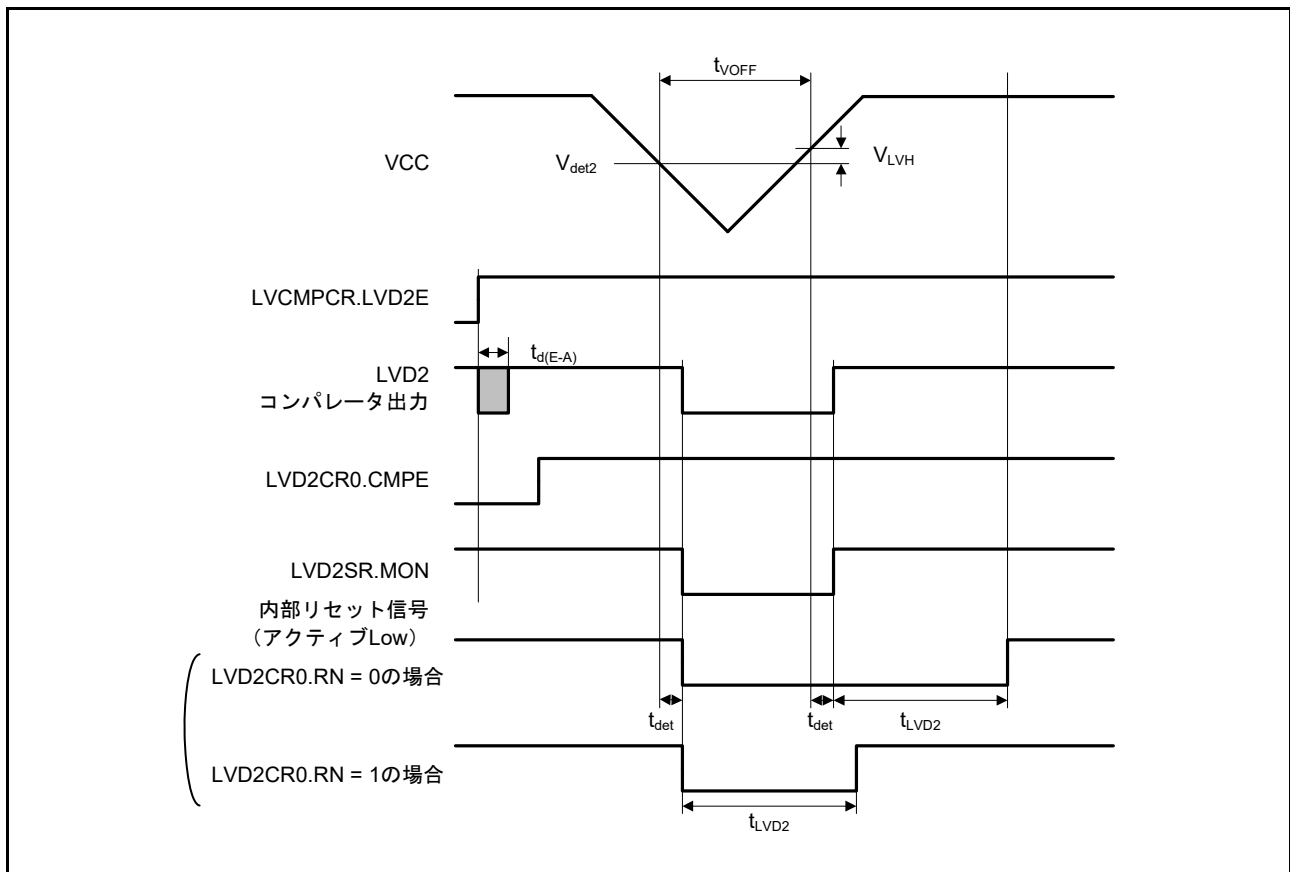 tVOFF
VCC
Vdet2
VLVH
LVCMPCR.LVD2E
td(E-A)
LVD2
コンパレータ出力
LVD2CR0.CMPE
LVD2SR.MON
内部リセット信号
（アクティブLow）
LVD2CR0.RN = 0の場合
tdet
tdet
tLVD2
LVD2CR0.RN = 1の場合
tLVD2